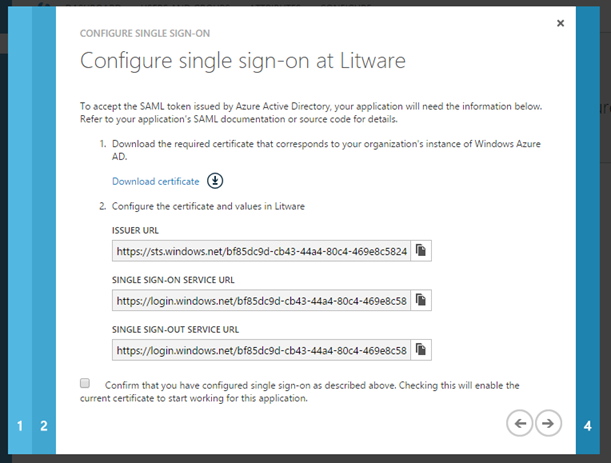 CONFIGURE SINGLE SIGN-ON
Configure single sign-on at Litware
To accept the SAML token issued by Azure Active Directory, your application will need the information below.
Refer to your application's SAML documentation or source code for details.
1. Download the required certificate that corresponds to your organization's instance of Windows Azure
AD.
Download certificate
2. Configure the certificate and values in Litware
ISSUER URL
https://sts.windows.net/bf85dc9d-cb43-44a4-80c4-469e8c5824
SINGLE SIGN-ON SERVICE URL
https://login.windows.net/bf85dc9d-cb43-44a4-80c4-469e8c58
SINGLE SIGN-OUT SERVICE URL
https://login.windows.net/bf85dc9d-cb43-44a4-80c4-469e8c58
Confirm that you have configured single sign-on as described above. Checking this will enable the
current certificate to start working for this application.
1 2 4